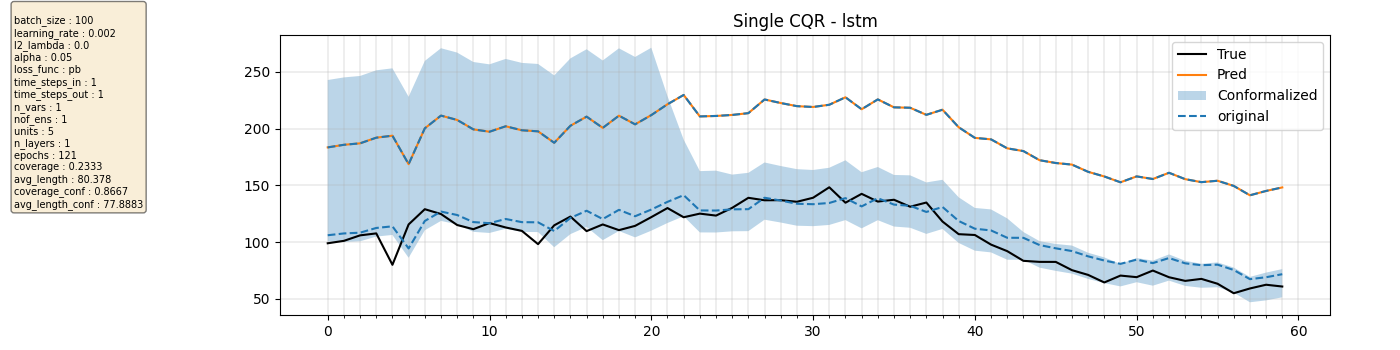 Single CQR - lstm
batch_size : 100
learning_rate : 0.002
l2_lambda : 0.0
alpha : 0.05
loss_func : pb
time_steps_in : 1
time_steps_out : 1
n_vars : 1
nof_ens : 1
units : 5
n_layers : 1
epochs : 121
coverage : 0.2333
avg_length : 80.378
coverage_conf : 0.8667
avg_length_conf : 77.8883
250
200
150
100
50
True
Pred
Conformalized
original
0 10 20 30 40 50 60